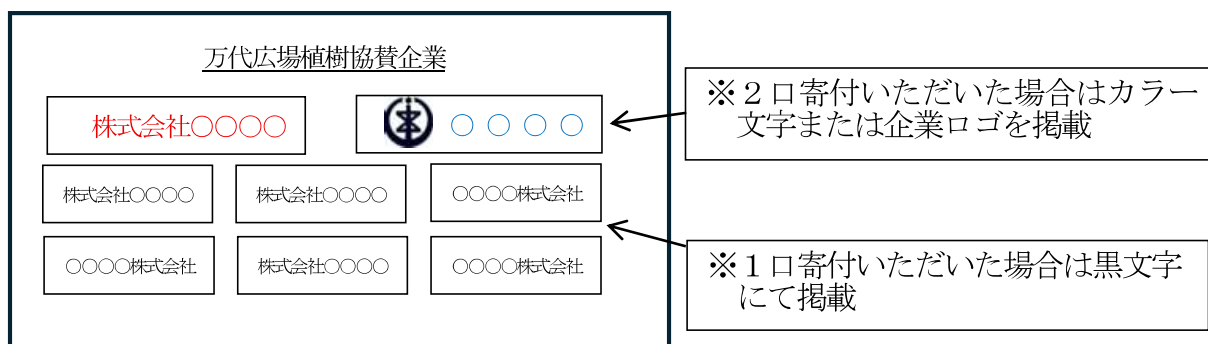 万代広場植樹協賛企業
株式会社○○○○
○○○○
株式会社○○○○
株式会社○○○○
○○○○株式会社
○○○○株式会社
株式会社○○○○
○○○○株式会社
※２口寄付いただいた場合はカラー
文字または企業ロゴを掲載
※１口寄付いただいた場合は黒文字
にて掲載